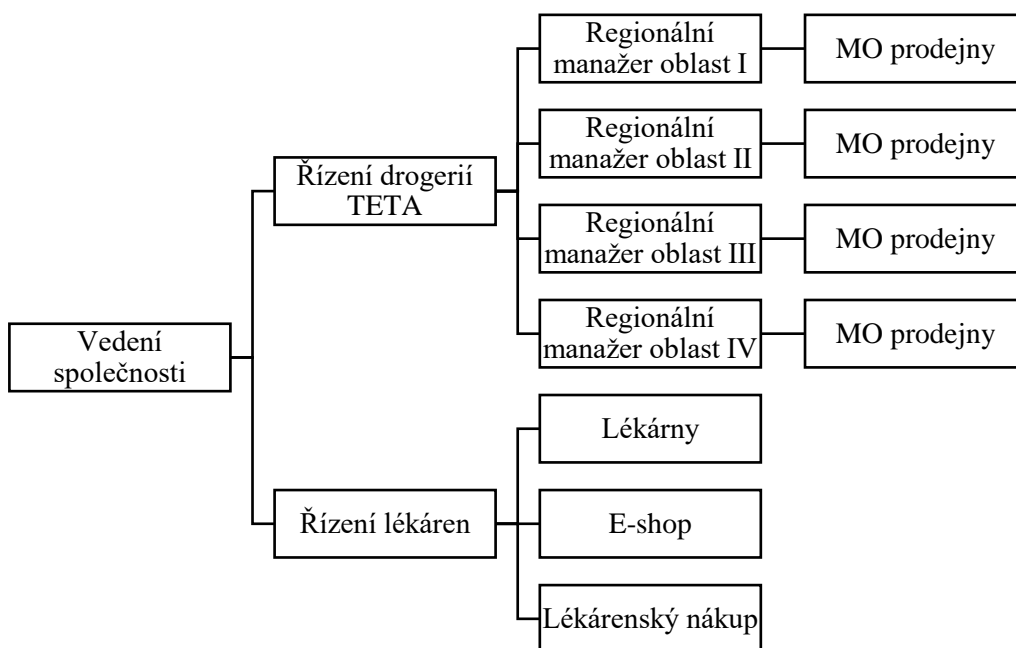 Regionální
manažer oblast I
MO prodejny
Regionální
manažer oblast II
MO prodejny
Řízení drogerií
TETA
Regionální
manažer oblast III
MO prodejny
Regionální
manažer oblast IV
MO prodejny
Vedení
společnosti
Lékárny
Řízení lékáren
E-shop
Lékárenský nákup